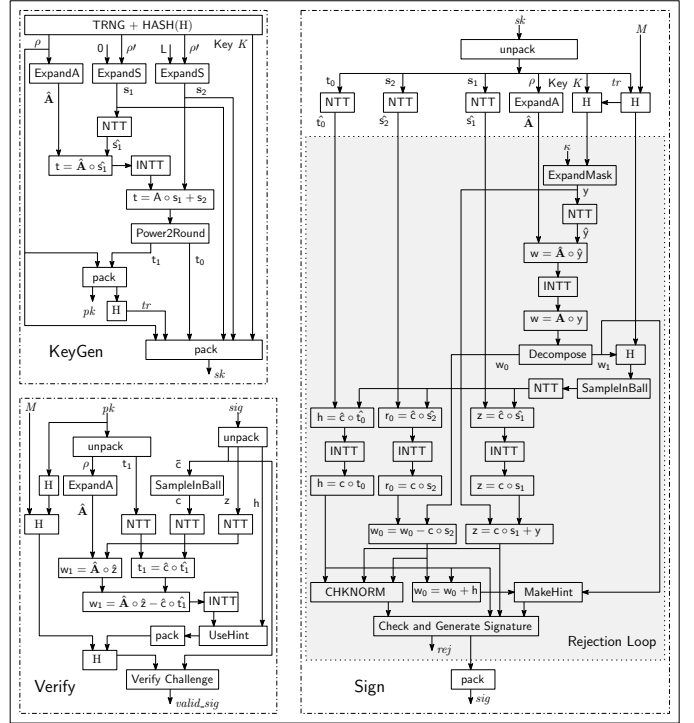 TRNG + HASH(H)
ρ 0 ρ′ L ρ′ Key K
ExpandA ExpandS ExpandS
Â s₁ s₂
NTT
ŝ₁
t = Â ∘ ŝ₁ INTT
t = A ∘ s₁ + s₂
Power2Round
t₁ t₀
pack
pk H tr
KeyGen
pack
sk
M pk sig
unpack unpack
ρ t₁ c̃
H ExpandA SampleInBall
Â c z h
H NTT NTT NTT
w₁ = Â ∘ ẑ t₁ = ĉ ∘ t̂₁
w₁ = Â ∘ ẑ − ĉ ∘ t̂₁ INTT
pack UseHint
H
Verify Verify Challenge
valid_sig
sk
unpack M
t₀ s₂ s₁ ρ Key K tr
NTT NTT NTT ExpandA H H
t̂₀ ŝ₂ ŝ₁ Â
κ
ExpandMask
y
NTT
ŷ
w = Â ∘ ŷ
INTT
w = A ∘ y
Decompose H
w₀ w₁
NTT SampleInBall
h = ĉ ∘ t̂₀ r₀ = ĉ ∘ ŝ₂ z = ĉ ∘ ŝ₁
INTT INTT INTT
h = c ∘ t₀ r₀ = c ∘ s₂ z = c ∘ s₁
w₀ = w₀ − c ∘ s₂ z = c ∘ s₁ + y
CHKNORM w₀ = w₀ + h MakeHint
Check and Generate Signature
rej Rejection Loop
pack
Sign sig